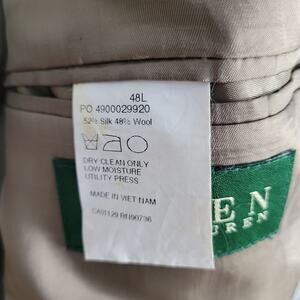 48L
PO 4900029920
52% Silk 48% Wool
DRY CLEAN ONLY
LOW MOISTURE
UTILITY PRESS
MADE IN VIET NAM
CA01129 RN90736
EN
UREN